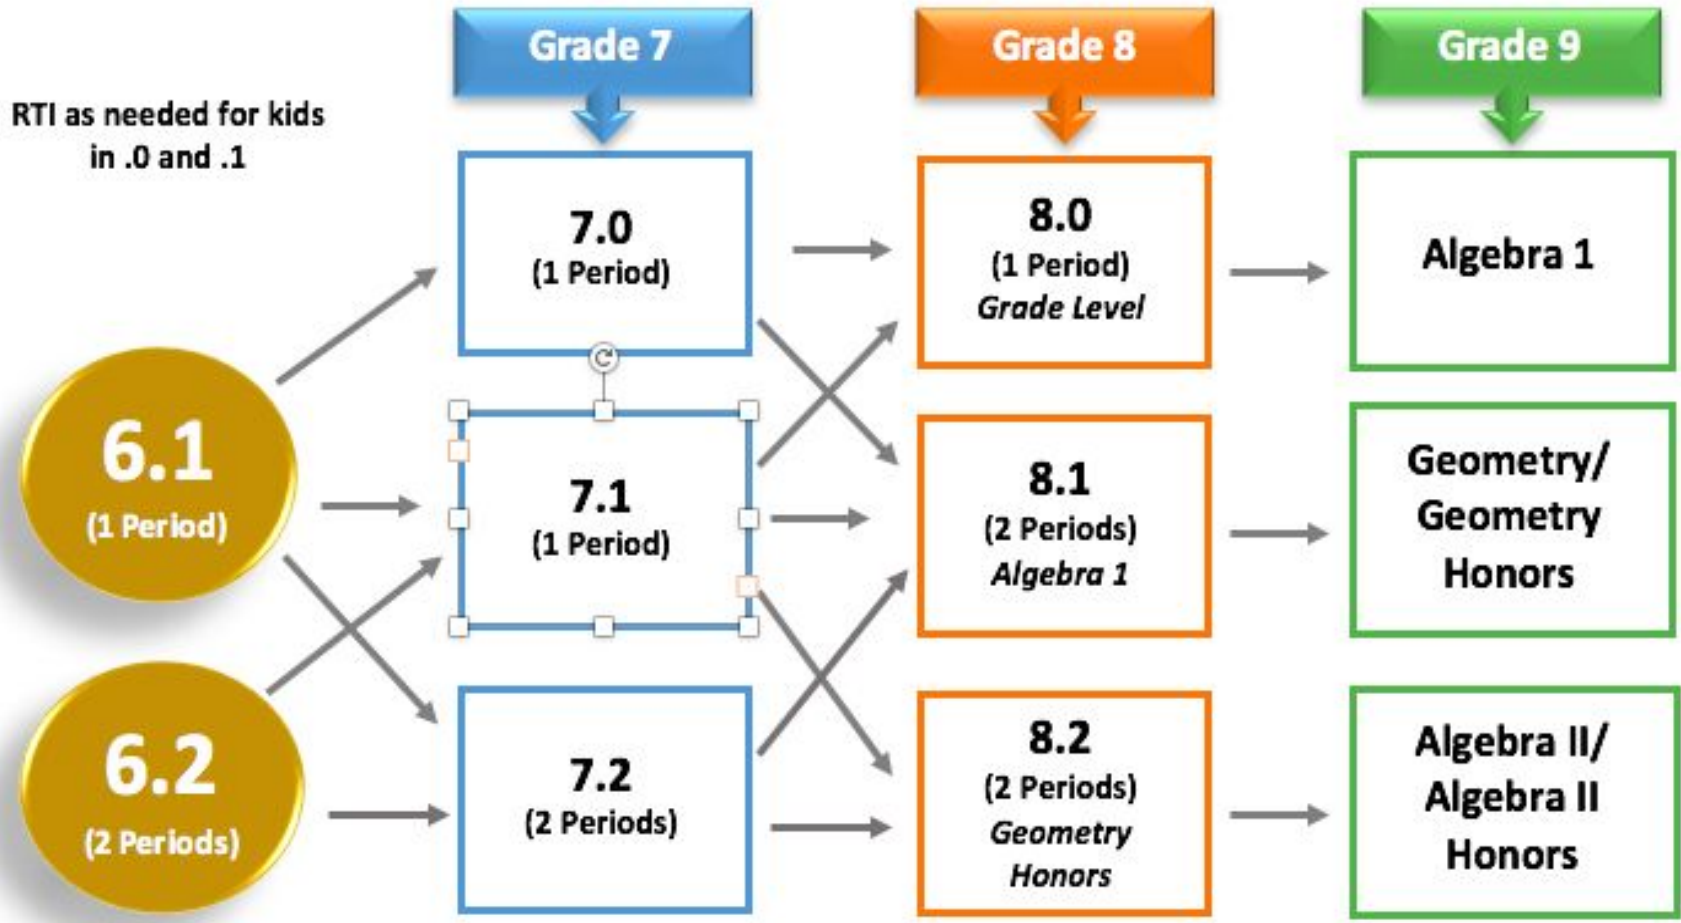 Grade 7
Grade 8
Grade 9
RTI as needed for kids
in .0 and .1
7.0
(1 Period)
8.0
(1 Period)
Grade Level
Algebra 1
6.1
(1 Period)
7.1
(1 Period)
8.1
(2 Periods)
Algebra 1
Geometry/
Geometry
Honors
6.2
(2 Periods)
7.2
(2 Periods)
8.2
(2 Periods)
Geometry
Honors
Algebra II/
Algebra II
Honors